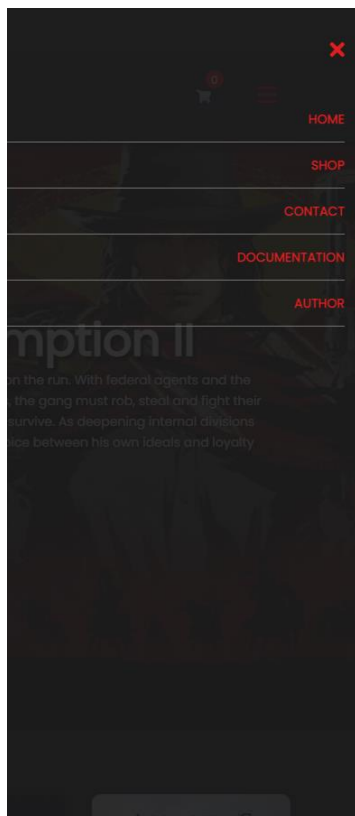 0
HOME
SHOP
CONTACT
DOCUMENTATION
AUTHOR
mption II
on the run. With federal agents and the
the gang must rob, steal and fight their
survive. As deepening internal divisions
between his own ideals and loyalty